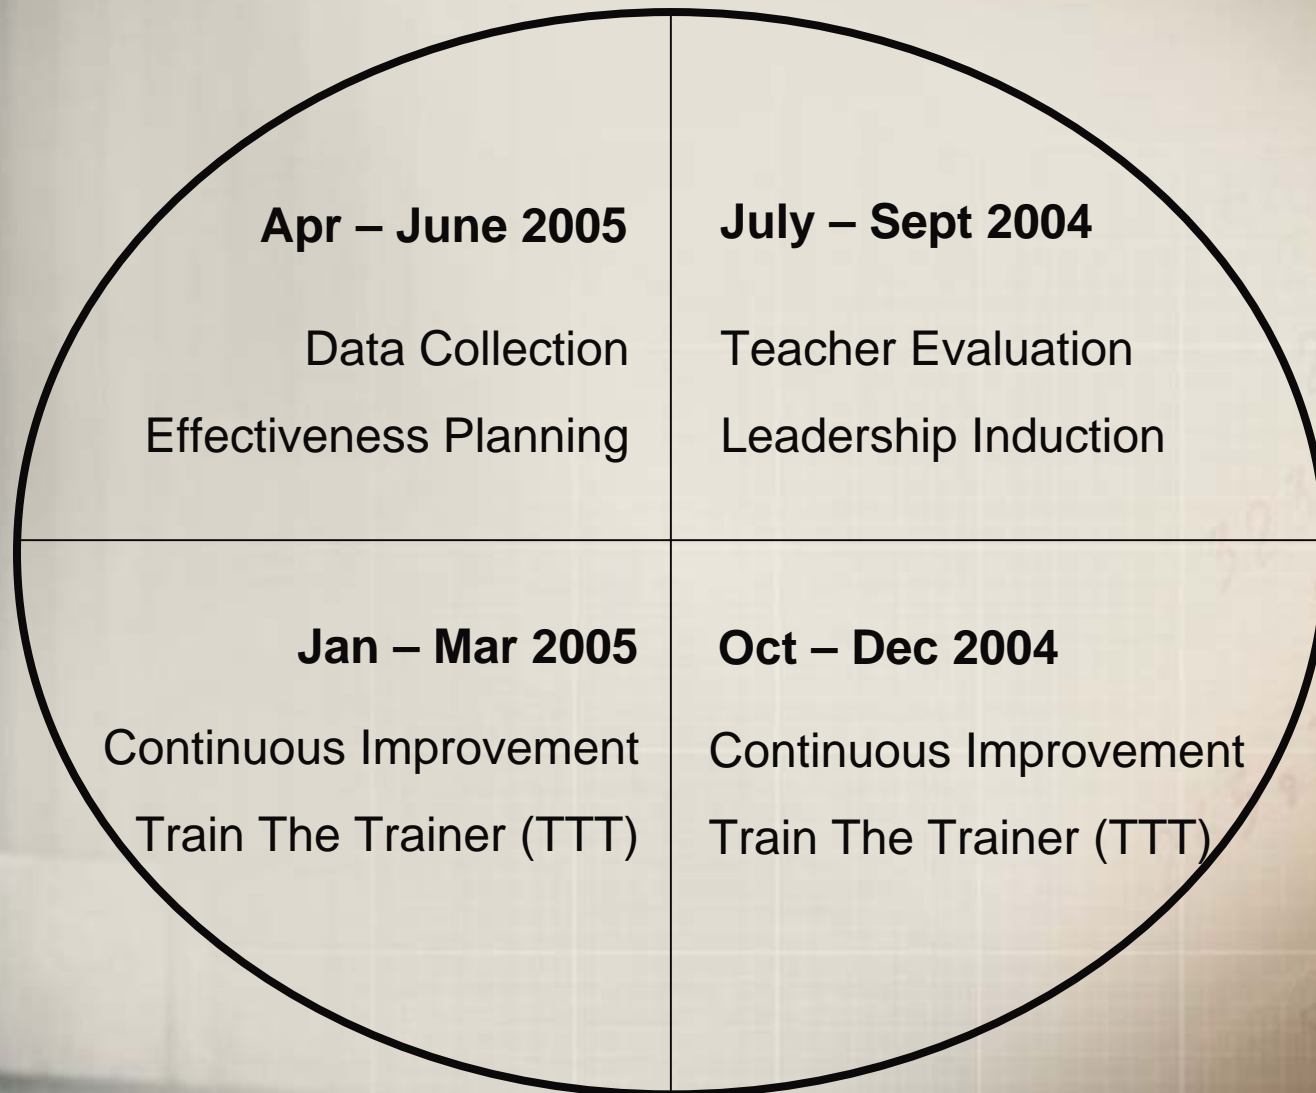 Apr – June 2005
Data Collection
Effectiveness Planning
July – Sept 2004
Teacher Evaluation
Leadership Induction
Jan – Mar 2005
Continuous Improvement
Train The Trainer (TTT)
Oct – Dec 2004
Continuous Improvement
Train The Trainer (TTT)